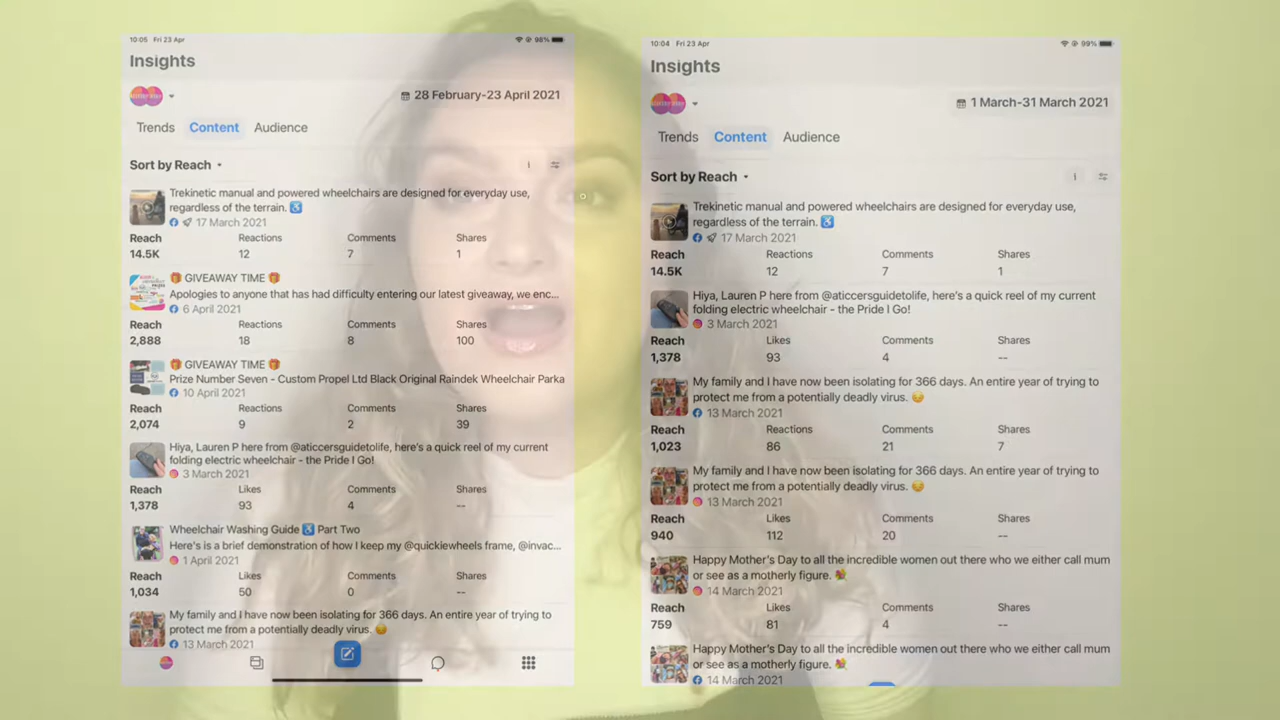 10:05 Fri 23 Apr
98%
Insights
28 February-23 April 2021
Trends Content Audience
Sort by Reach
Trekinetic manual and powered wheelchairs are designed for everyday use,
regardless of the terrain. ♿
17 March 2021
Reach Reactions Comments Shares
14.5K 12 7 1
🎁 GIVEAWAY TIME 🎁
Apologies to anyone that has had difficulty entering our latest giveaway, we enc...
6 April 2021
Reach Reactions Comments Shares
2,888 18 8 100
🎁 GIVEAWAY TIME 🎁
Prize Number Seven - Custom Propel Ltd Black Original Raindek Wheelchair Parka
10 April 2021
Reach Reactions Comments Shares
2,074 9 2 39
Hiya, Lauren P here from @aticcersguidetolife, here's a quick reel of my current
folding electric wheelchair - the Pride I Go!
3 March 2021
Reach Likes Comments Shares
1,378 93 4 --
Wheelchair Washing Guide ♿ Part Two
Here's is a brief demonstration of how I keep my @quickiewheels frame, @invac...
1 April 2021
Reach Likes Comments Shares
1,034 50 0 --
My family and I have now been isolating for 366 days. An entire year of trying to
protect me from a potentially deadly virus. 😔
13 March 2021
10:04 Fri 23 Apr
99%
Insights
1 March-31 March 2021
Trends Content Audience
Sort by Reach
Trekinetic manual and powered wheelchairs are designed for everyday use,
regardless of the terrain. ♿
17 March 2021
Reach Reactions Comments Shares
14.5K 12 7 1
Hiya, Lauren P here from @aticcersguidetolife, here's a quick reel of my current
folding electric wheelchair - the Pride I Go!
3 March 2021
Reach Likes Comments Shares
1,378 93 4 --
My family and I have now been isolating for 366 days. An entire year of trying to
protect me from a potentially deadly virus. 😔
13 March 2021
Reach Reactions Comments Shares
1,023 86 21 7
My family and I have now been isolating for 366 days. An entire year of trying to
protect me from a potentially deadly virus. 😔
13 March 2021
Reach Likes Comments Shares
940 112 20 --
Happy Mother's Day to all the incredible women out there who we either call mum
or see as a motherly figure. 💐
14 March 2021
Reach Likes Comments Shares
759 81 4 --
Happy Mother's Day to all the incredible women out there who we either call mum
or see as a motherly figure. 💐
14 March 2021